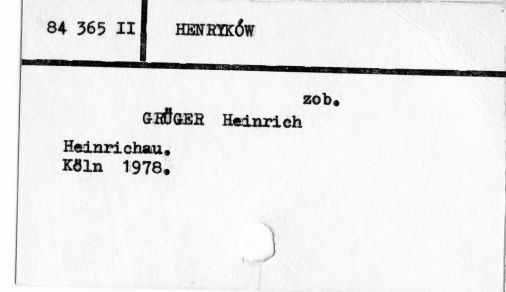 84 365 II
HENRYKÓW
zob.
GRÜGER Heinrich
Heinrichau.
Köln 1978.